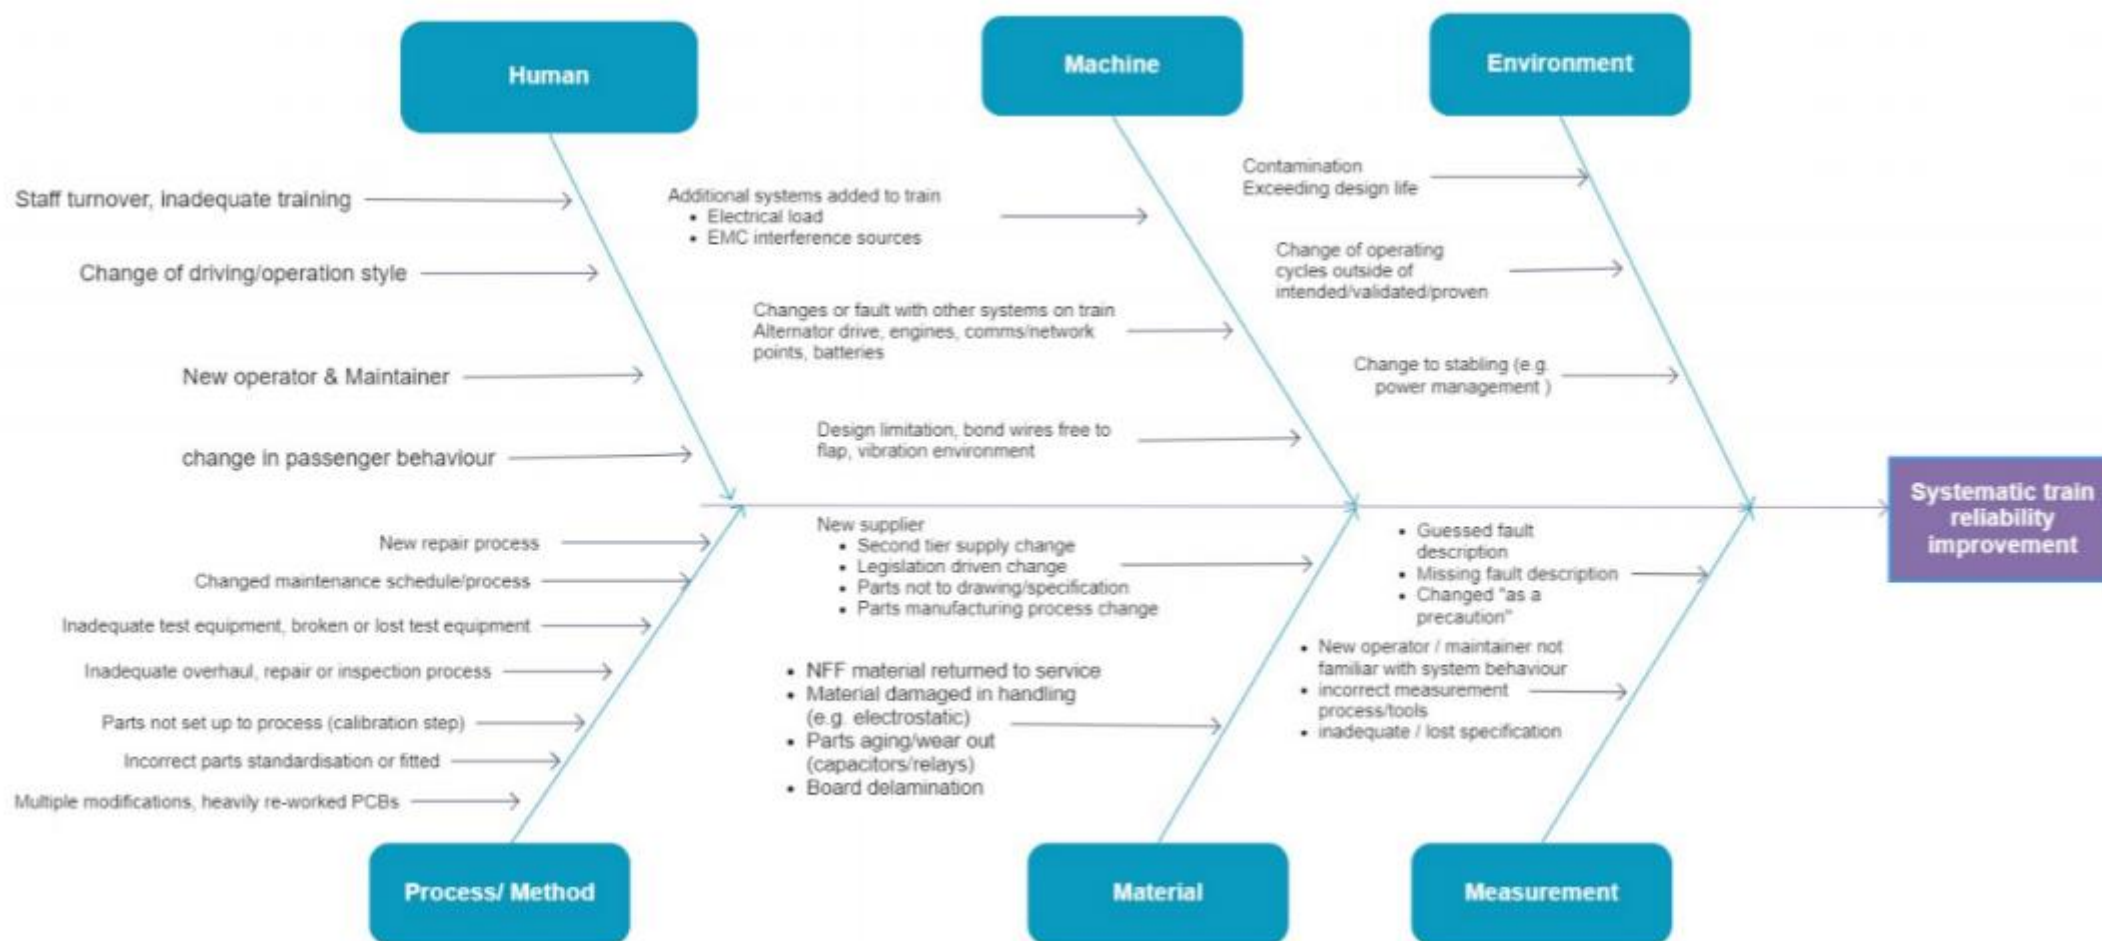 Human
Machine
Environment
Staff turnover, inadequate training
Change of driving/operation style
New operator & Maintainer
change in passenger behaviour
Additional systems added to train
• Electrical load
• EMC interference sources
Changes or fault with other systems on train
Alternator drive, engines, comms/network
points, batteries
Design limitation, bond wires free to
flap, vibration environment
Contamination
Exceeding design life
Change of operating
cycles outside of
intended/validated/proven
Change to stabling (e.g.
power management )
Systematic train
reliability
improvement
New repair process
Changed maintenance schedule/process
Inadequate test equipment, broken or lost test equipment
Inadequate overhaul, repair or inspection process
Parts not set up to process (calibration step)
Incorrect parts standardisation or fitted
Multiple modifications, heavily re-worked PCBs
New supplier
• Second tier supply change
• Legislation driven change
• Parts not to drawing/specification
• Parts manufacturing process change
• NFF material returned to service
• Material damaged in handling
(e.g. electrostatic)
• Parts aging/wear out
(capacitors/relays)
• Board delamination
• Guessed fault
description
• Missing fault description
• Changed "as a
precaution"
• New operator / maintainer not
familiar with system behaviour
• incorrect measurement
process/tools
• inadequate / lost specification
Process/ Method
Material
Measurement